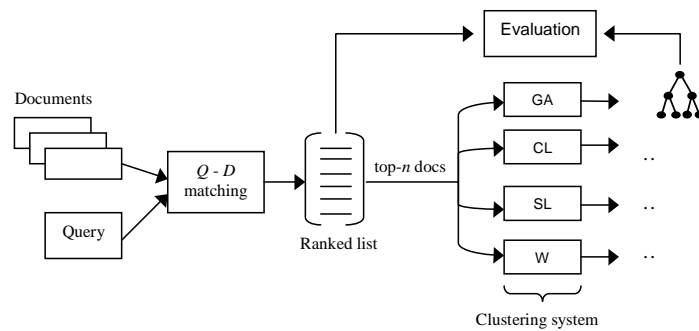 Evaluation
Documents
GA
Q - D
matching
top-n docs
CL
Query
SL
Ranked list
W
Clustering system
..
..
..